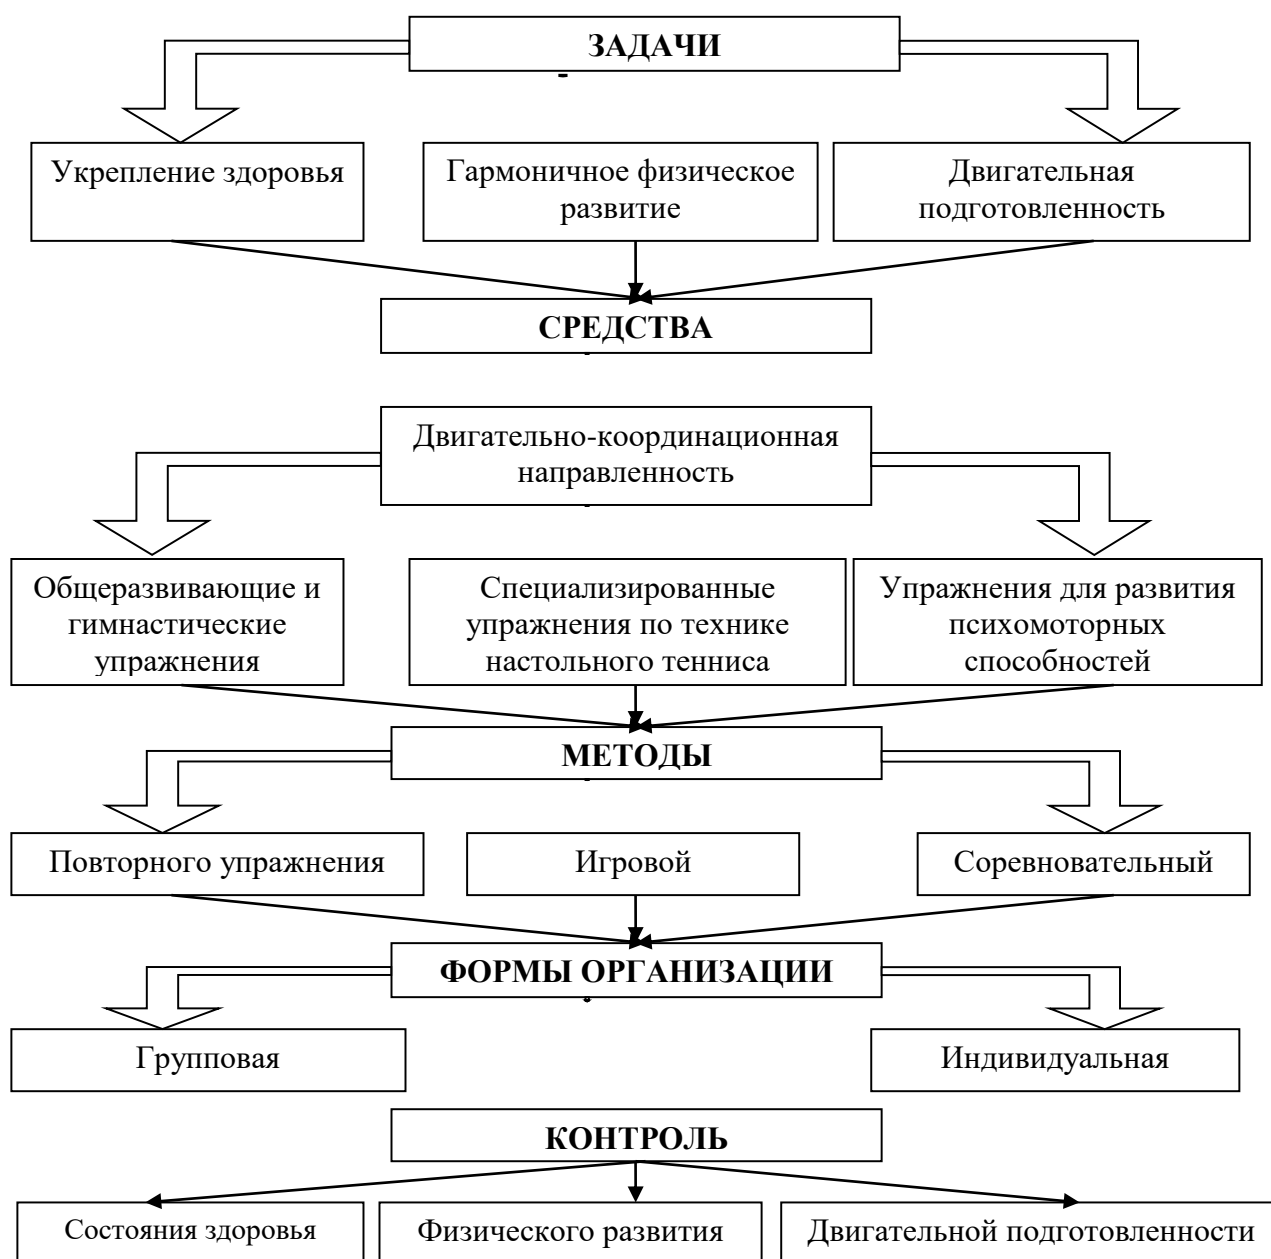 ЗАДАЧИ
Укрепление здоровья
Гармоничное физическое
развитие
Двигательная
подготовленность
СРЕДСТВА
Двигательно-координационная
направленность
Общеразвивающие и
гимнастические
упражнения
Специализированные
упражнения по технике
настольного тенниса
Упражнения для развития
психомоторных
способностей
МЕТОДЫ
Повторного упражнения
Игровой
Соревновательный
ФОРМЫ ОРГАНИЗАЦИИ
Групповая
Индивидуальная
КОНТРОЛЬ
Состояния здоровья
Физического развития
Двигательной подготовленности